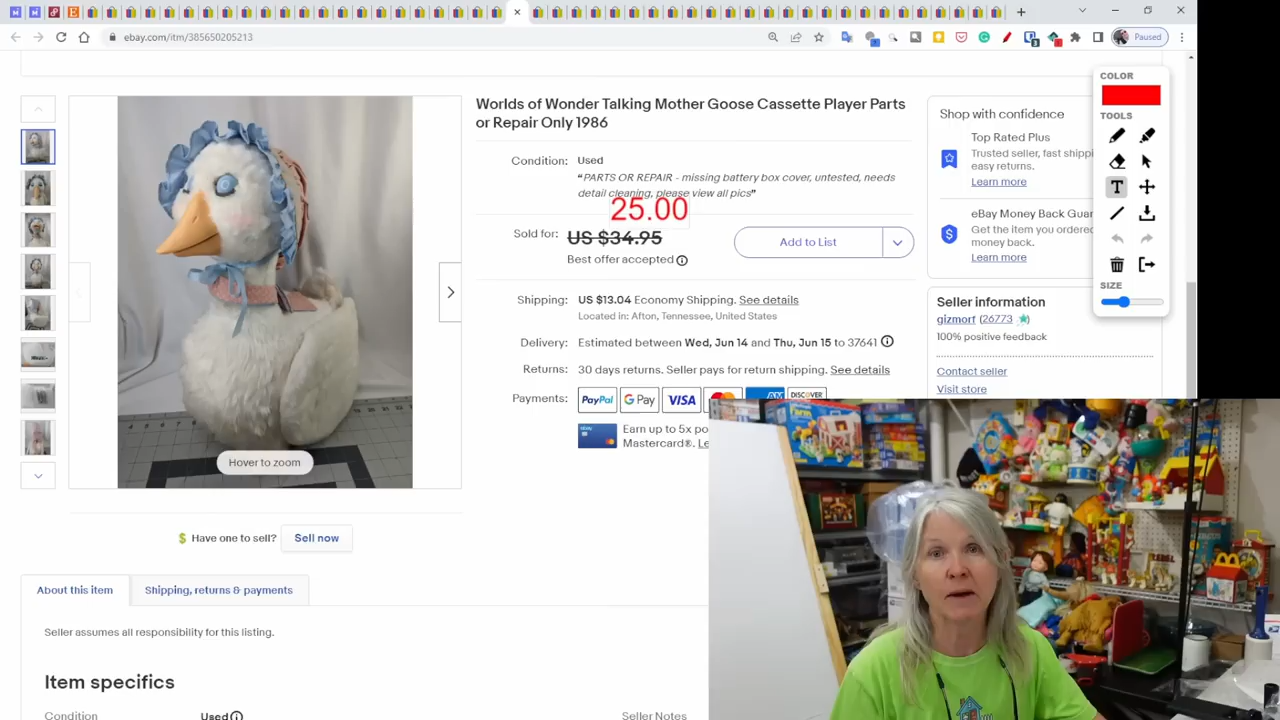 Paused
ebay.com/itm/385650205213
COLOR
TOOLS
T
SIZE
Worlds of Wonder Talking Mother Goose Cassette Player Parts
or Repair Only 1986
Condition:
Used
“PARTS OR REPAIR - missing battery box cover, untested, needs
detail cleaning, please view all pics”
25.00
Sold for:
US $34.95
Best offer accepted
Add to List
Shipping:
US $13.04 Economy Shipping. See details
Located in: Afton, Tennessee, United States
Delivery:
Estimated between Wed, Jun 14 and Thu, Jun 15 to 37641
Returns:
30 days returns. Seller pays for return shipping. See details
Payments:
PayPal
G Pay
VISA
AM
DISCOVER
Earn up to 5x po
Mastercard®. Le
Shop with confidence
Top Rated Plus
Trusted seller, fast shippi
easy returns.
Learn more
eBay Money Back Guar
Get the item you ordere
money back.
Learn more
Seller information
gizmorf (26773
100% positive feedback
Contact seller
Visit store
Hover to zoom
Have one to sell?
Sell now
About this item
Shipping, returns & payments
Seller assumes all responsibility for this listing.
Item specifics
Condition
Used
Seller Notes
Farm